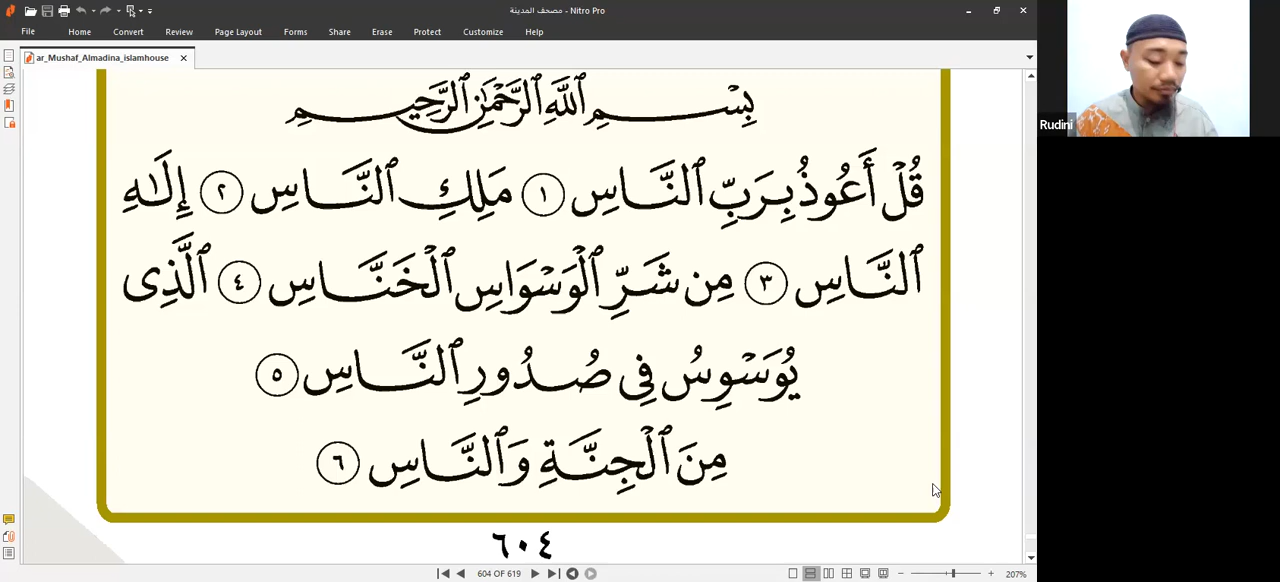 مصحف المدينة - Nitro Pro
File Home Convert Review Page Layout Forms Share Erase Protect Customize Help
ar_Mushaf_Almadina_islamhouse
بِسْمِ ٱللَّهِ ٱلرَّحْمَٰنِ ٱلرَّحِيمِ
قُلْ أَعُوذُ بِرَبِّ ٱلنَّاسِ ١ مَلِكِ ٱلنَّاسِ ٢ إِلَٰهِ
ٱلنَّاسِ ٣ مِن شَرِّ ٱلْوَسْوَاسِ ٱلْخَنَّاسِ ٤ ٱلَّذِى
يُوَسْوِسُ فِى صُدُورِ ٱلنَّاسِ ٥
مِنَ ٱلْجِنَّةِ وَٱلنَّاسِ ٦
٦٠٤
604 OF 619
207%
Rudini